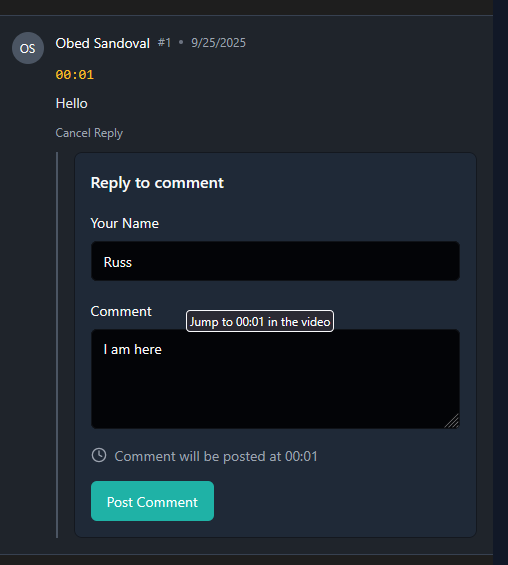 OS Obed Sandoval #1 • 9/25/2025
00:01
Hello
Cancel Reply
Reply to comment
Your Name
Russ
Comment
Jump to 00:01 in the video
I am here
Comment will be posted at 00:01
Post Comment